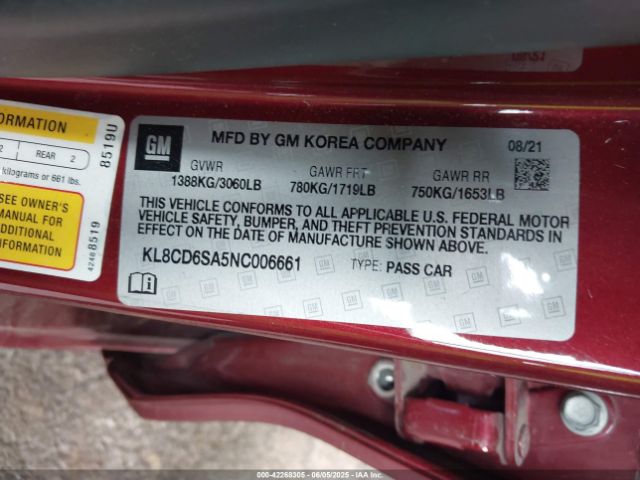 GM
MFD BY GM KOREA COMPANY 08/21
GVWR GAWR FRT GAWR RR
1388KG/3060LB 780KG/1719LB 750KG/1653LB
THIS VEHICLE CONFORMS TO ALL APPLICABLE U.S. FEDERAL MOTOR
VEHICLE SAFETY, BUMPER, AND THEFT PREVENTION STANDARDS IN
EFFECT ON THE DATE OF MANUFACTURE SHOWN ABOVE.
KL8CD6SA5NC006661 TYPE: PASS CAR
ORMATION
2 REAR 2
kilograms or 661 lbs.
SEE OWNER'S
MANUAL FOR
ADDITIONAL
INFORMATION
8519U
42468519
000-42268305 - 06/05/2025 - IAAI.COM